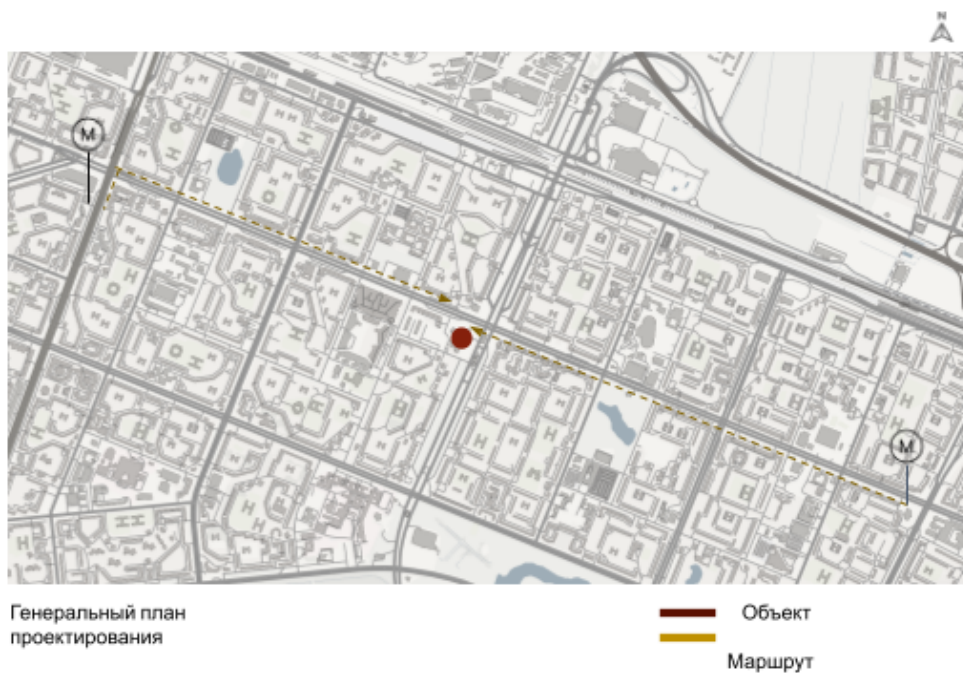 N
М
М
Генеральный план
проектирования
Объект
Маршрут